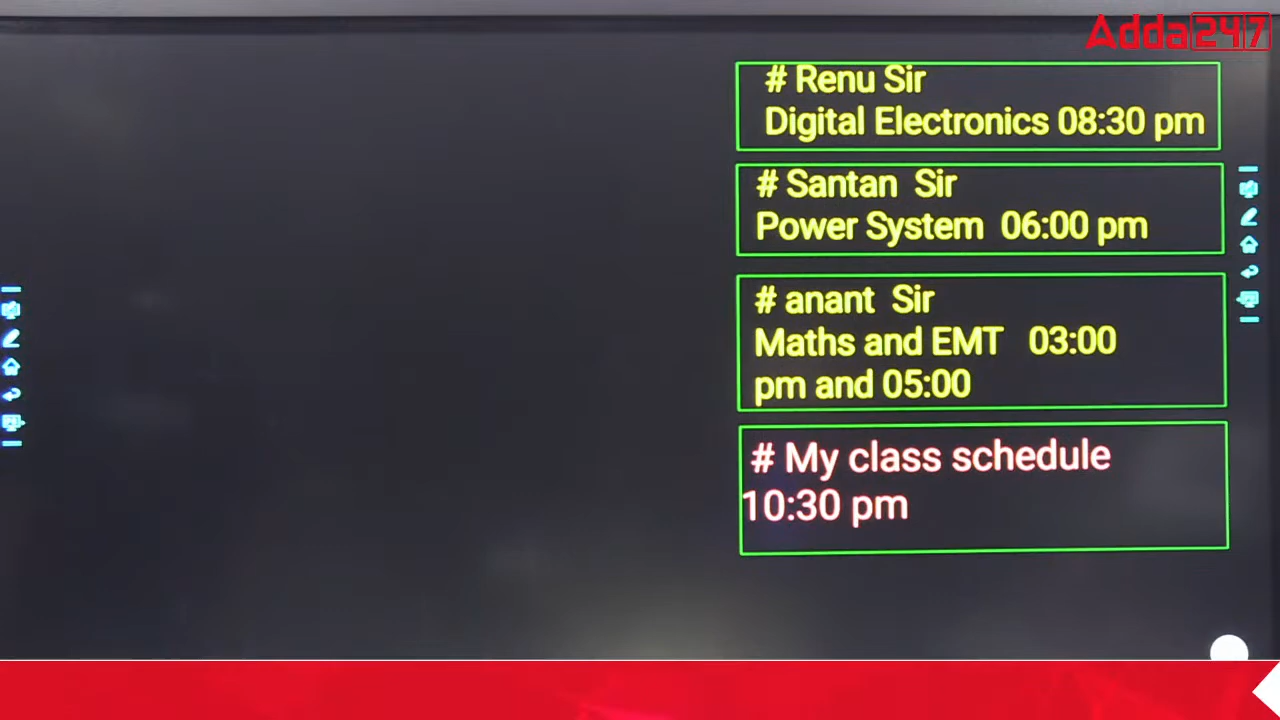 Adda247
# Renu Sir
Digital Electronics 08:30 pm
# Santan Sir
Power System 06:00 pm
# anant Sir
Maths and EMT 03:00
pm and 05:00
# My class schedule
10:30 pm